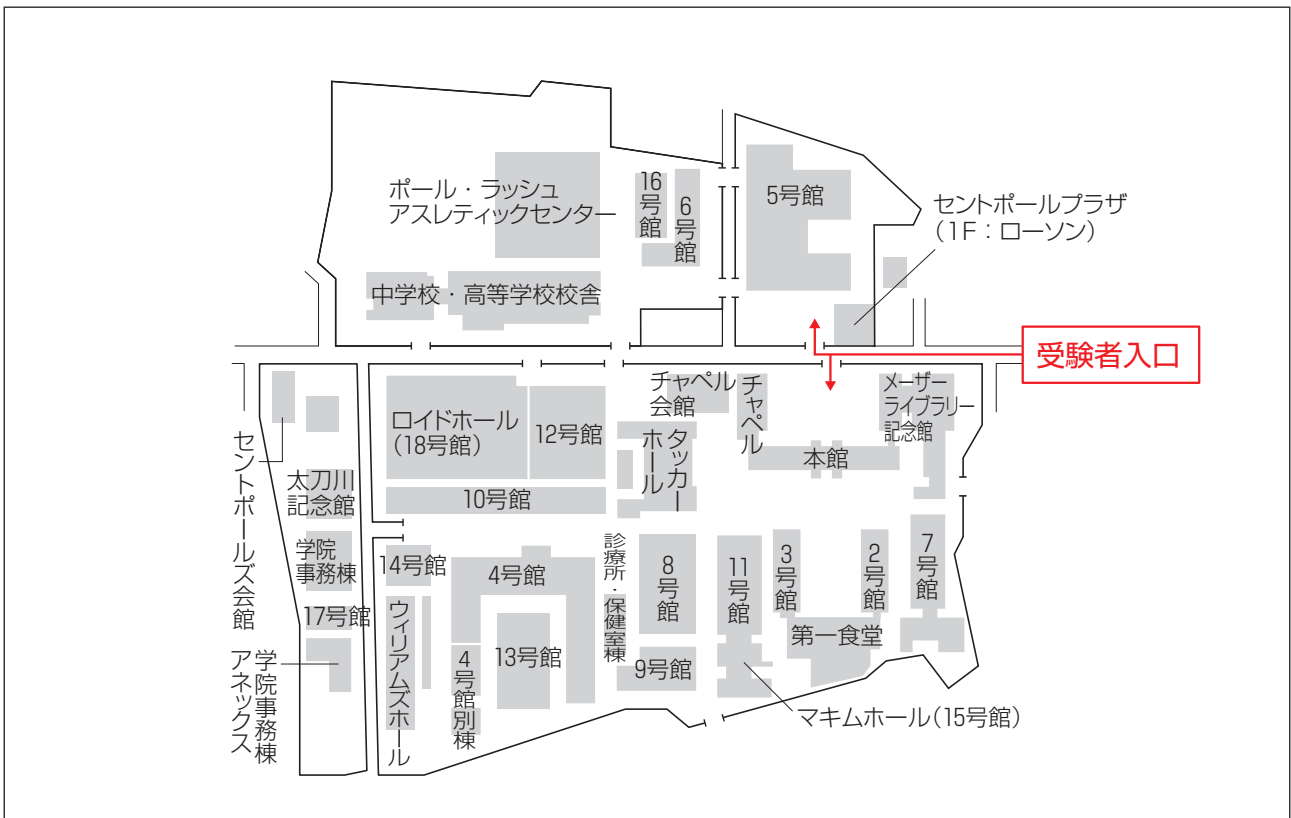 ポール・ラッシュ
アスレティックセンター
16号館
6号館
5号館
セントポールプラザ
(1F：ローソン)
中学校・高等学校校舎
受験者入口
チャペル
会館
チャペル
メーザー
ライブラリー
記念館
ロイドホール
(18号館)
12号館
タッカー
ホール
本館
セントポールズ会館
太刀川
記念館
10号館
学院
事務棟
14号館
4号館
診療所・保健室棟
8号館
11号館
3号館
2号館
7号館
17号館
ウィリアムズホール
13号館
第一食堂
4号館別棟
9号館
学院事務棟
アネックス
マキムホール(15号館)